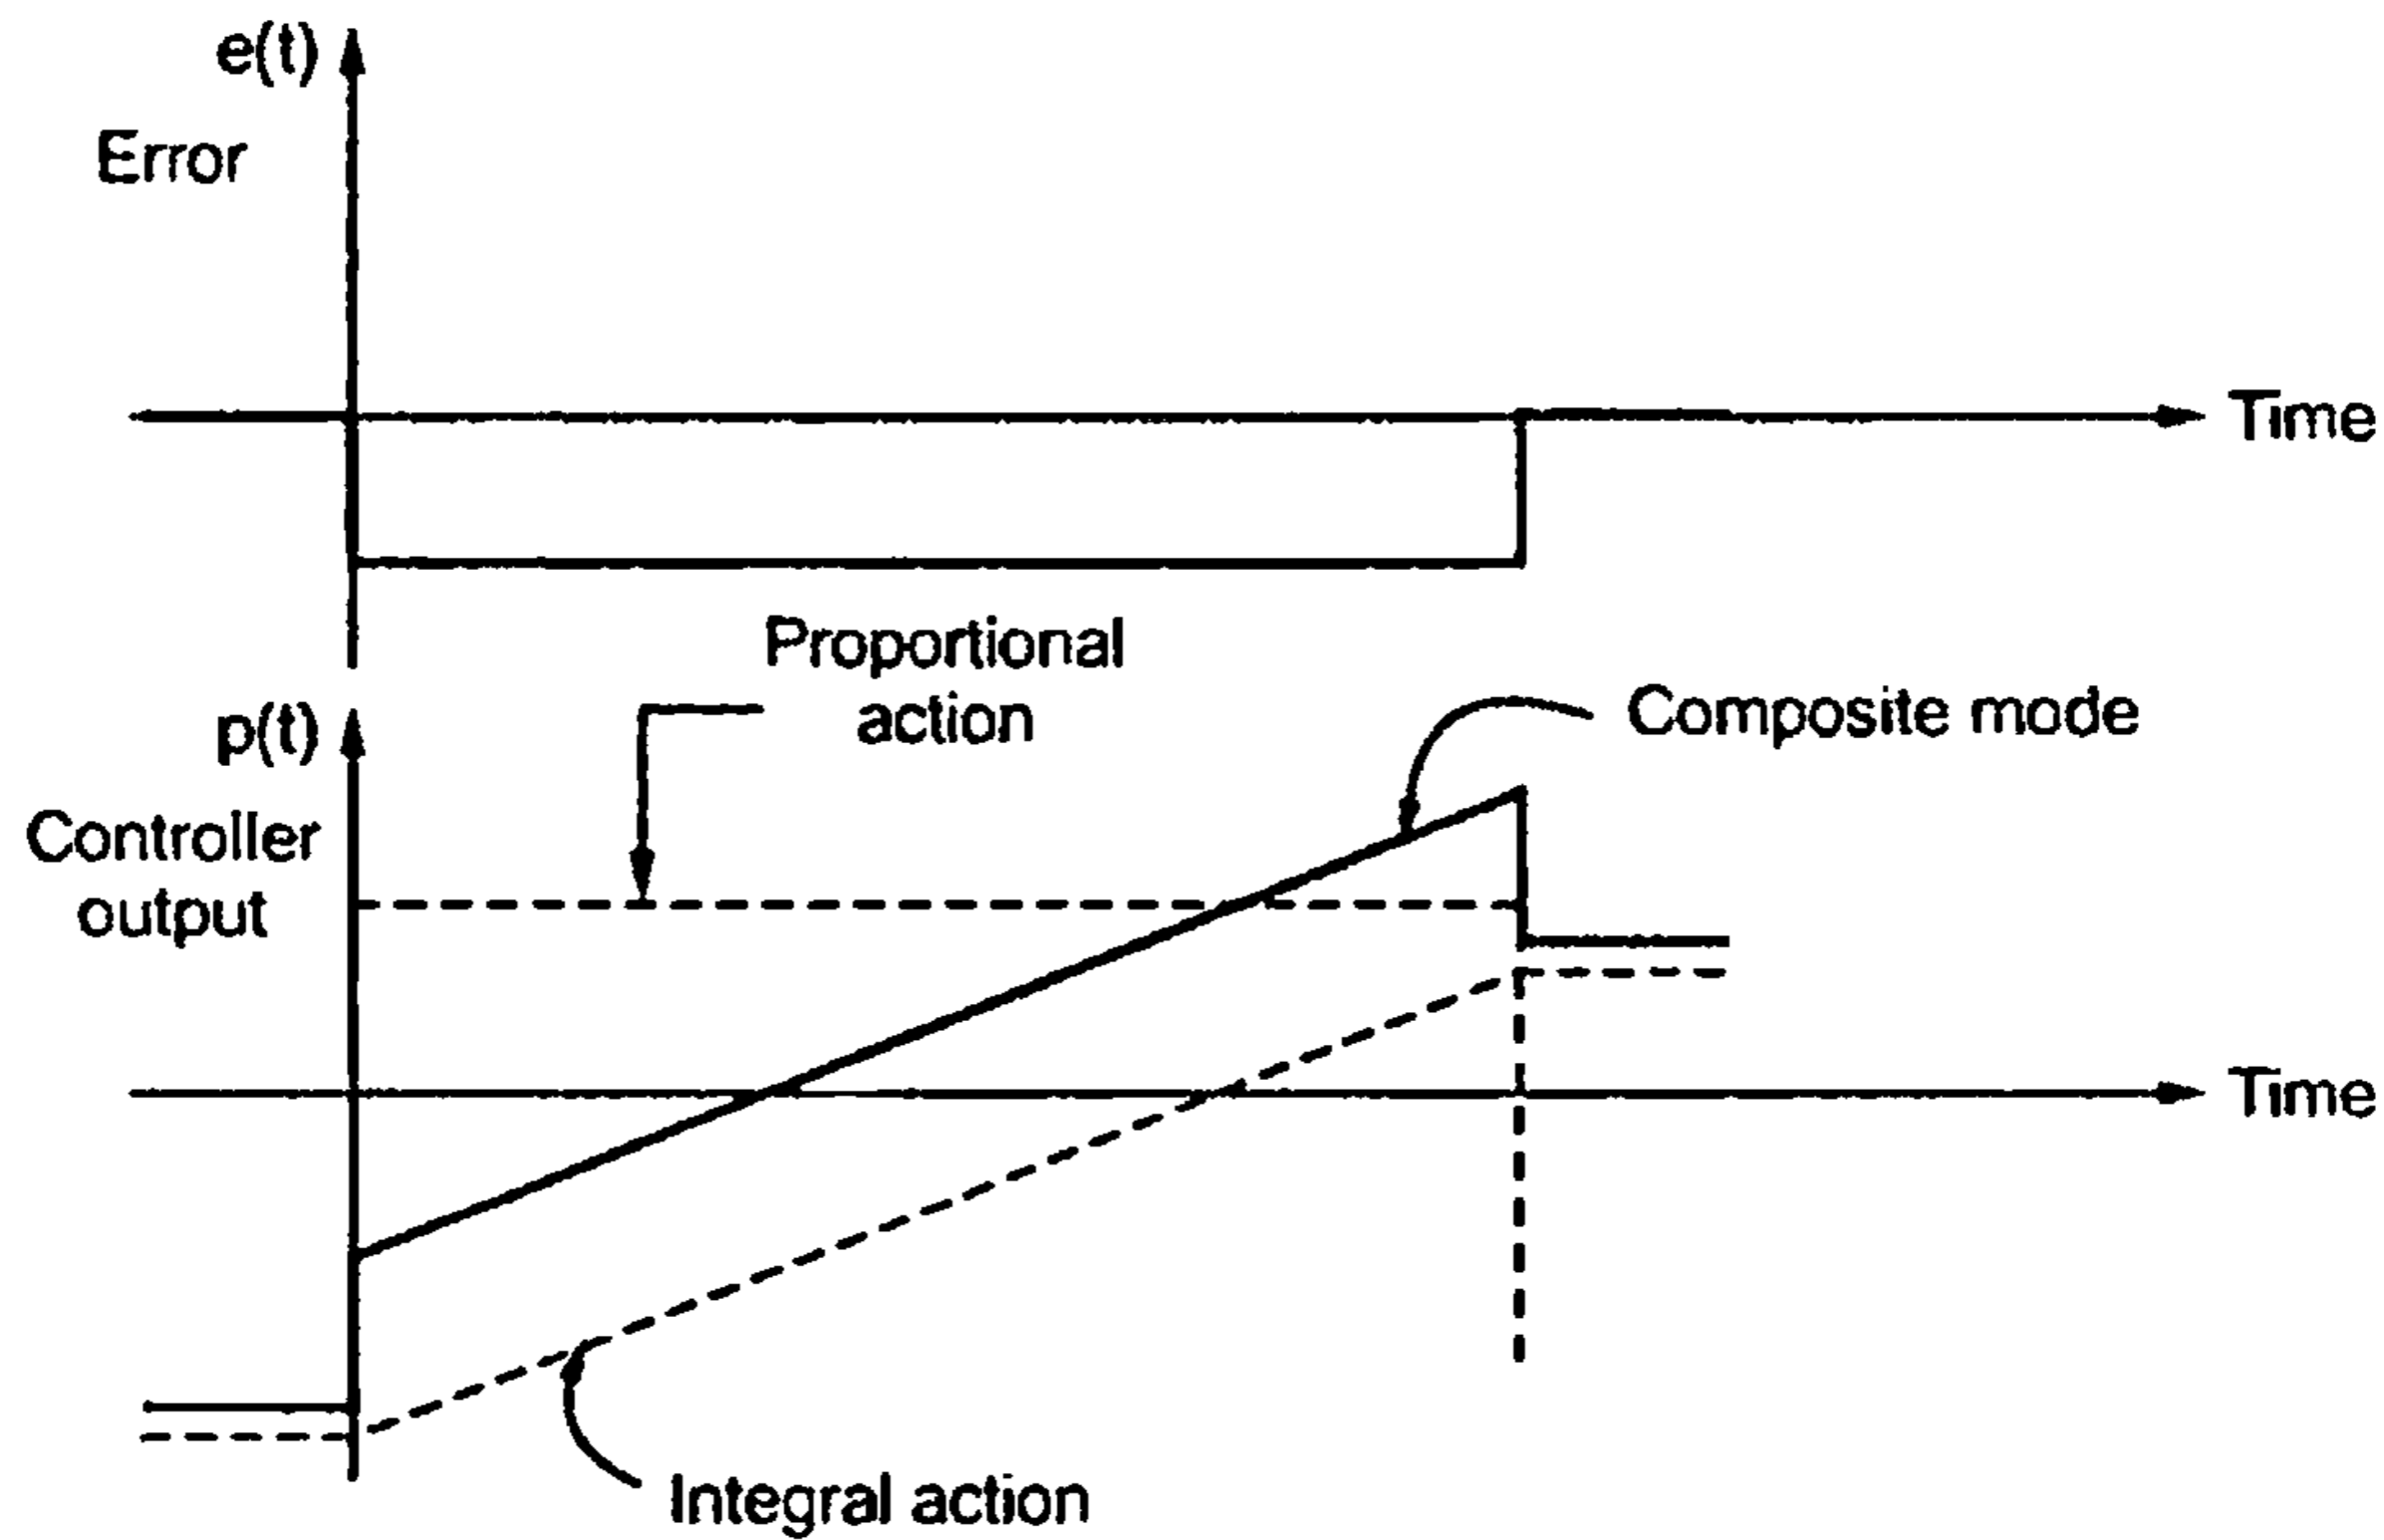 e(t)
Error
Time
Proportional
action
p(t)
Composite mode
Controller
output
Time
Integral action